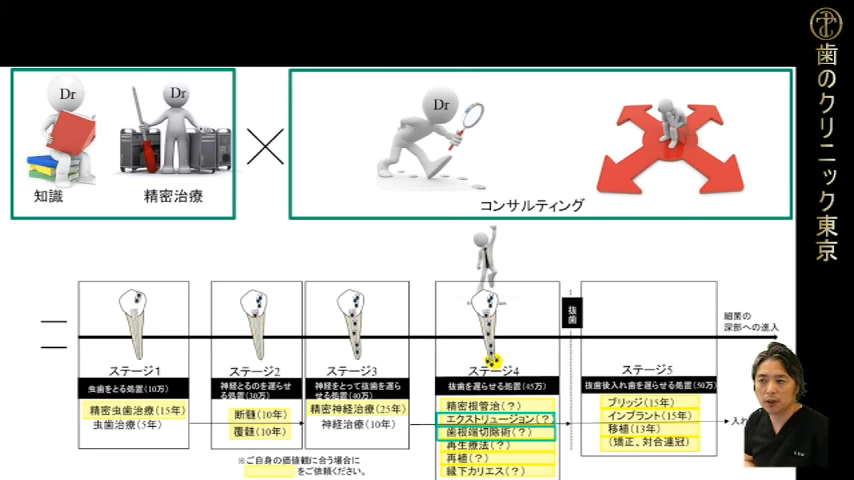 歯のクリニック東京
Dr
Dr
Dr
知識
精密治療
コンサルティング
抜歯
細菌の
深部への進入
ステージ1
ステージ2
ステージ3
ステージ4
ステージ5
虫歯をとる処置(10万)
神経とるのを遅らせ
る処置(30万)
神経をとって抜歯を遅ら
せる処置(40万)
抜歯を遅らせる処置(45万)
抜歯後入れ歯を遅らせる処置(50万)
精密虫歯治療(15年)
虫歯治療(5年)
断髄(10年)
覆髄(10年)
精密神経治療(25年)
神経治療(10年)
精密根管治(?)
エクストリュージョン(?)
歯根端切除術(?)
再生療法(?)
再植(?)
縁下カリエス(?)
ブリッジ(15年)
インプラント(15年)
移植(13年)
(矯正、対合連冠)
入れ
※ご自身の価値観に合う場合に
をご依頼ください。